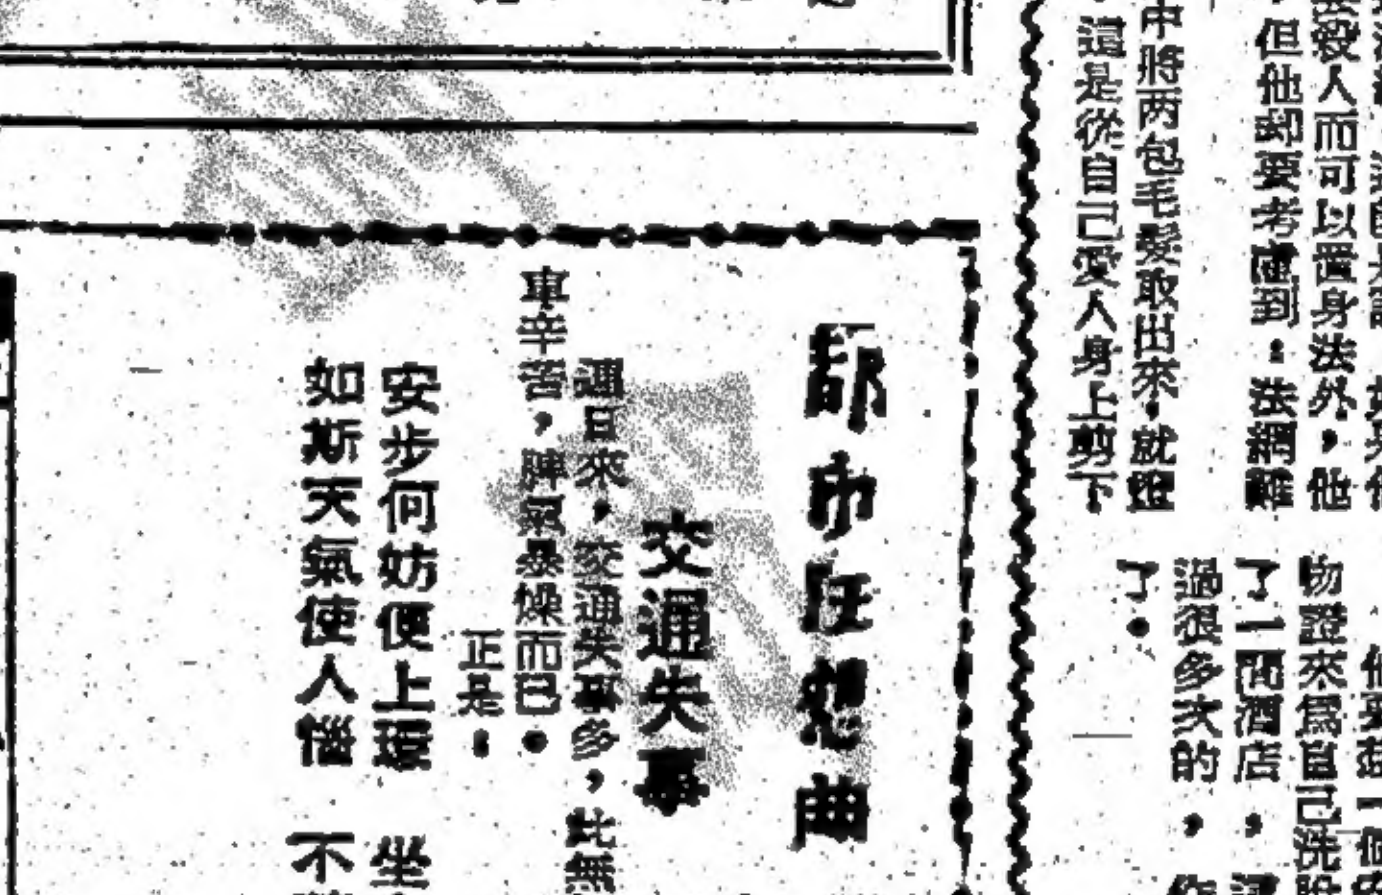 但他却要考慮到：法網難
殺人而可以置身法外，他
中將两包毛髮取出來，就證
這是從自己愛人身上剪下
物證來爲自己洗
了一間酒店，
過很多次的，
了。
都市狂想曲
交通失事
週日來，交通失事多，此無
車辛苦，脾氣暴燥而已。
正是：
安步何妨便上環　坐
如斯天氣使人惱　不